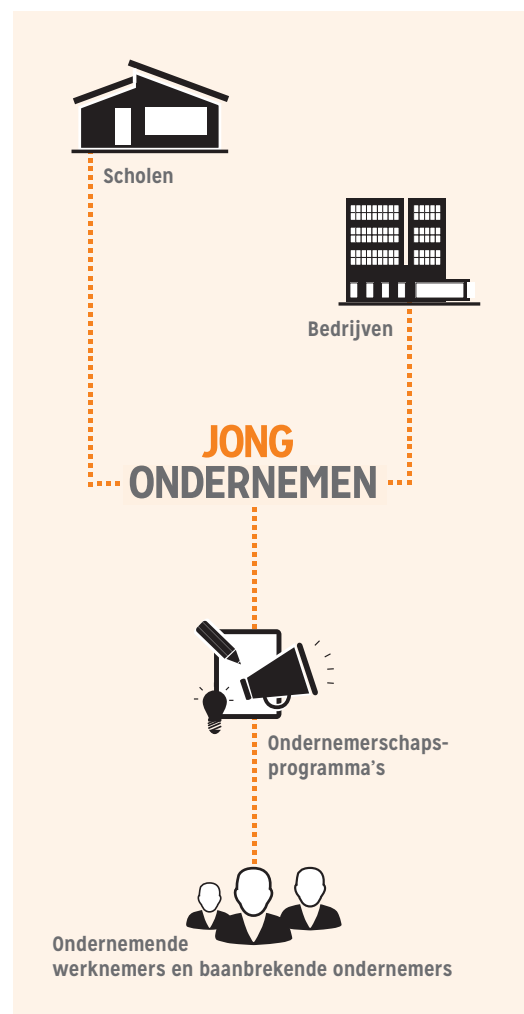 Scholen
Bedrijven
JONG
ONDERNEMEN
Ondernemerschaps-
programma's
Ondernemende
werknemers en baanbrekende ondernemers